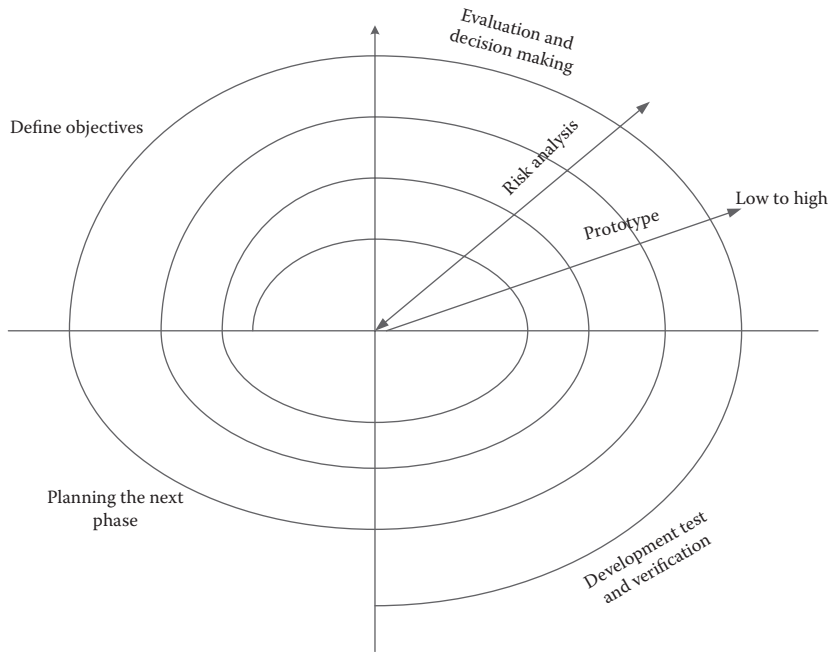 Evaluation and
decision making
Define objectives
Risk analysis
Prototype
Low to high
Planning the next
phase
Development test
and verification